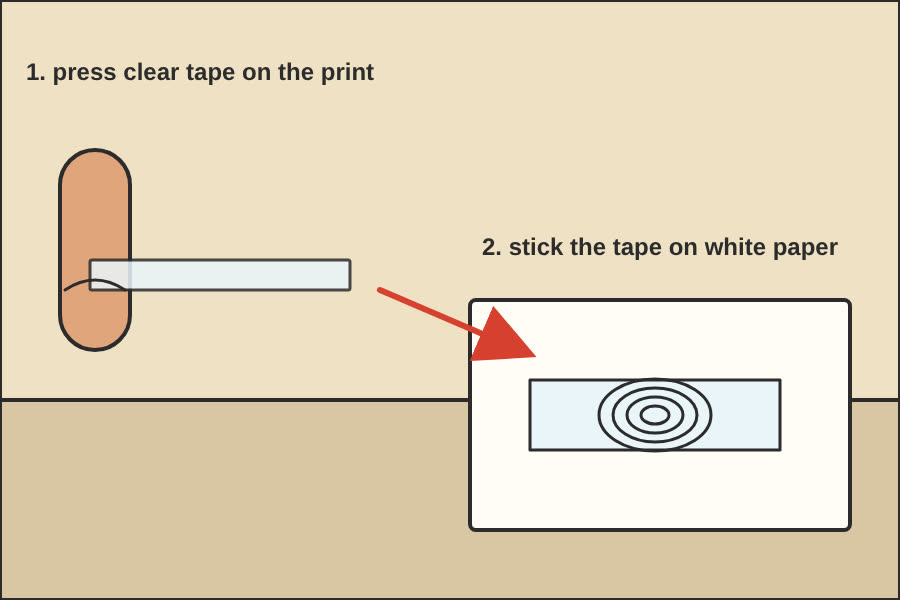 1. press clear tape on the print
2. stick the tape on white paper